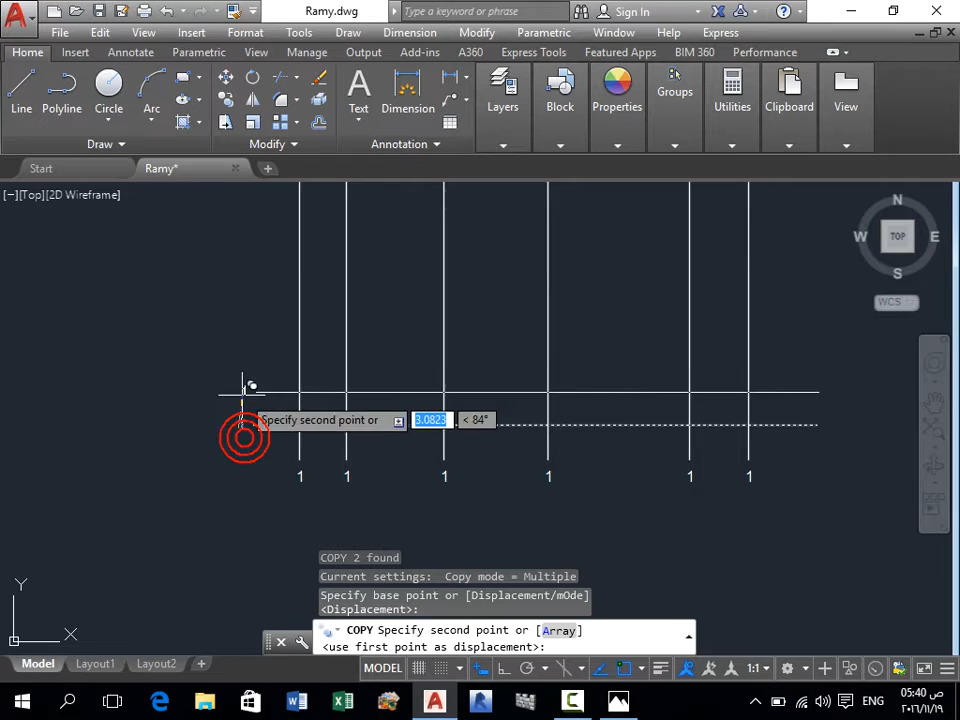 Ramy.dwg
Type a keyword or phrase
Sign In
File Edit View Insert Format Tools Draw Dimension Modify Parametric Window Help Express
Home Insert Annotate Parametric View Manage Output Add-ins A360 Express Tools Featured Apps BIM 360 Performance
Line Polyline Circle Arc Text Dimension Layers Block Properties Groups Utilities Clipboard View
Draw Modify Annotation
Start Ramy*
[−][Top][2D Wireframe]
N
W TOP E
S
WCS
Specify second point or 3.0823 < 84°
1 1 1 1 1 1
COPY 2 found
Current settings: Copy mode = Multiple
Specify base point or [Displacement/mOde]
<Displacement>:
Y
X
COPY Specify second point or [Array]
<use first point as displacement>:
Model Layout1 Layout2
MODEL 1:1
ENG
05:40 ص
٢٠١٦/١١/١٩